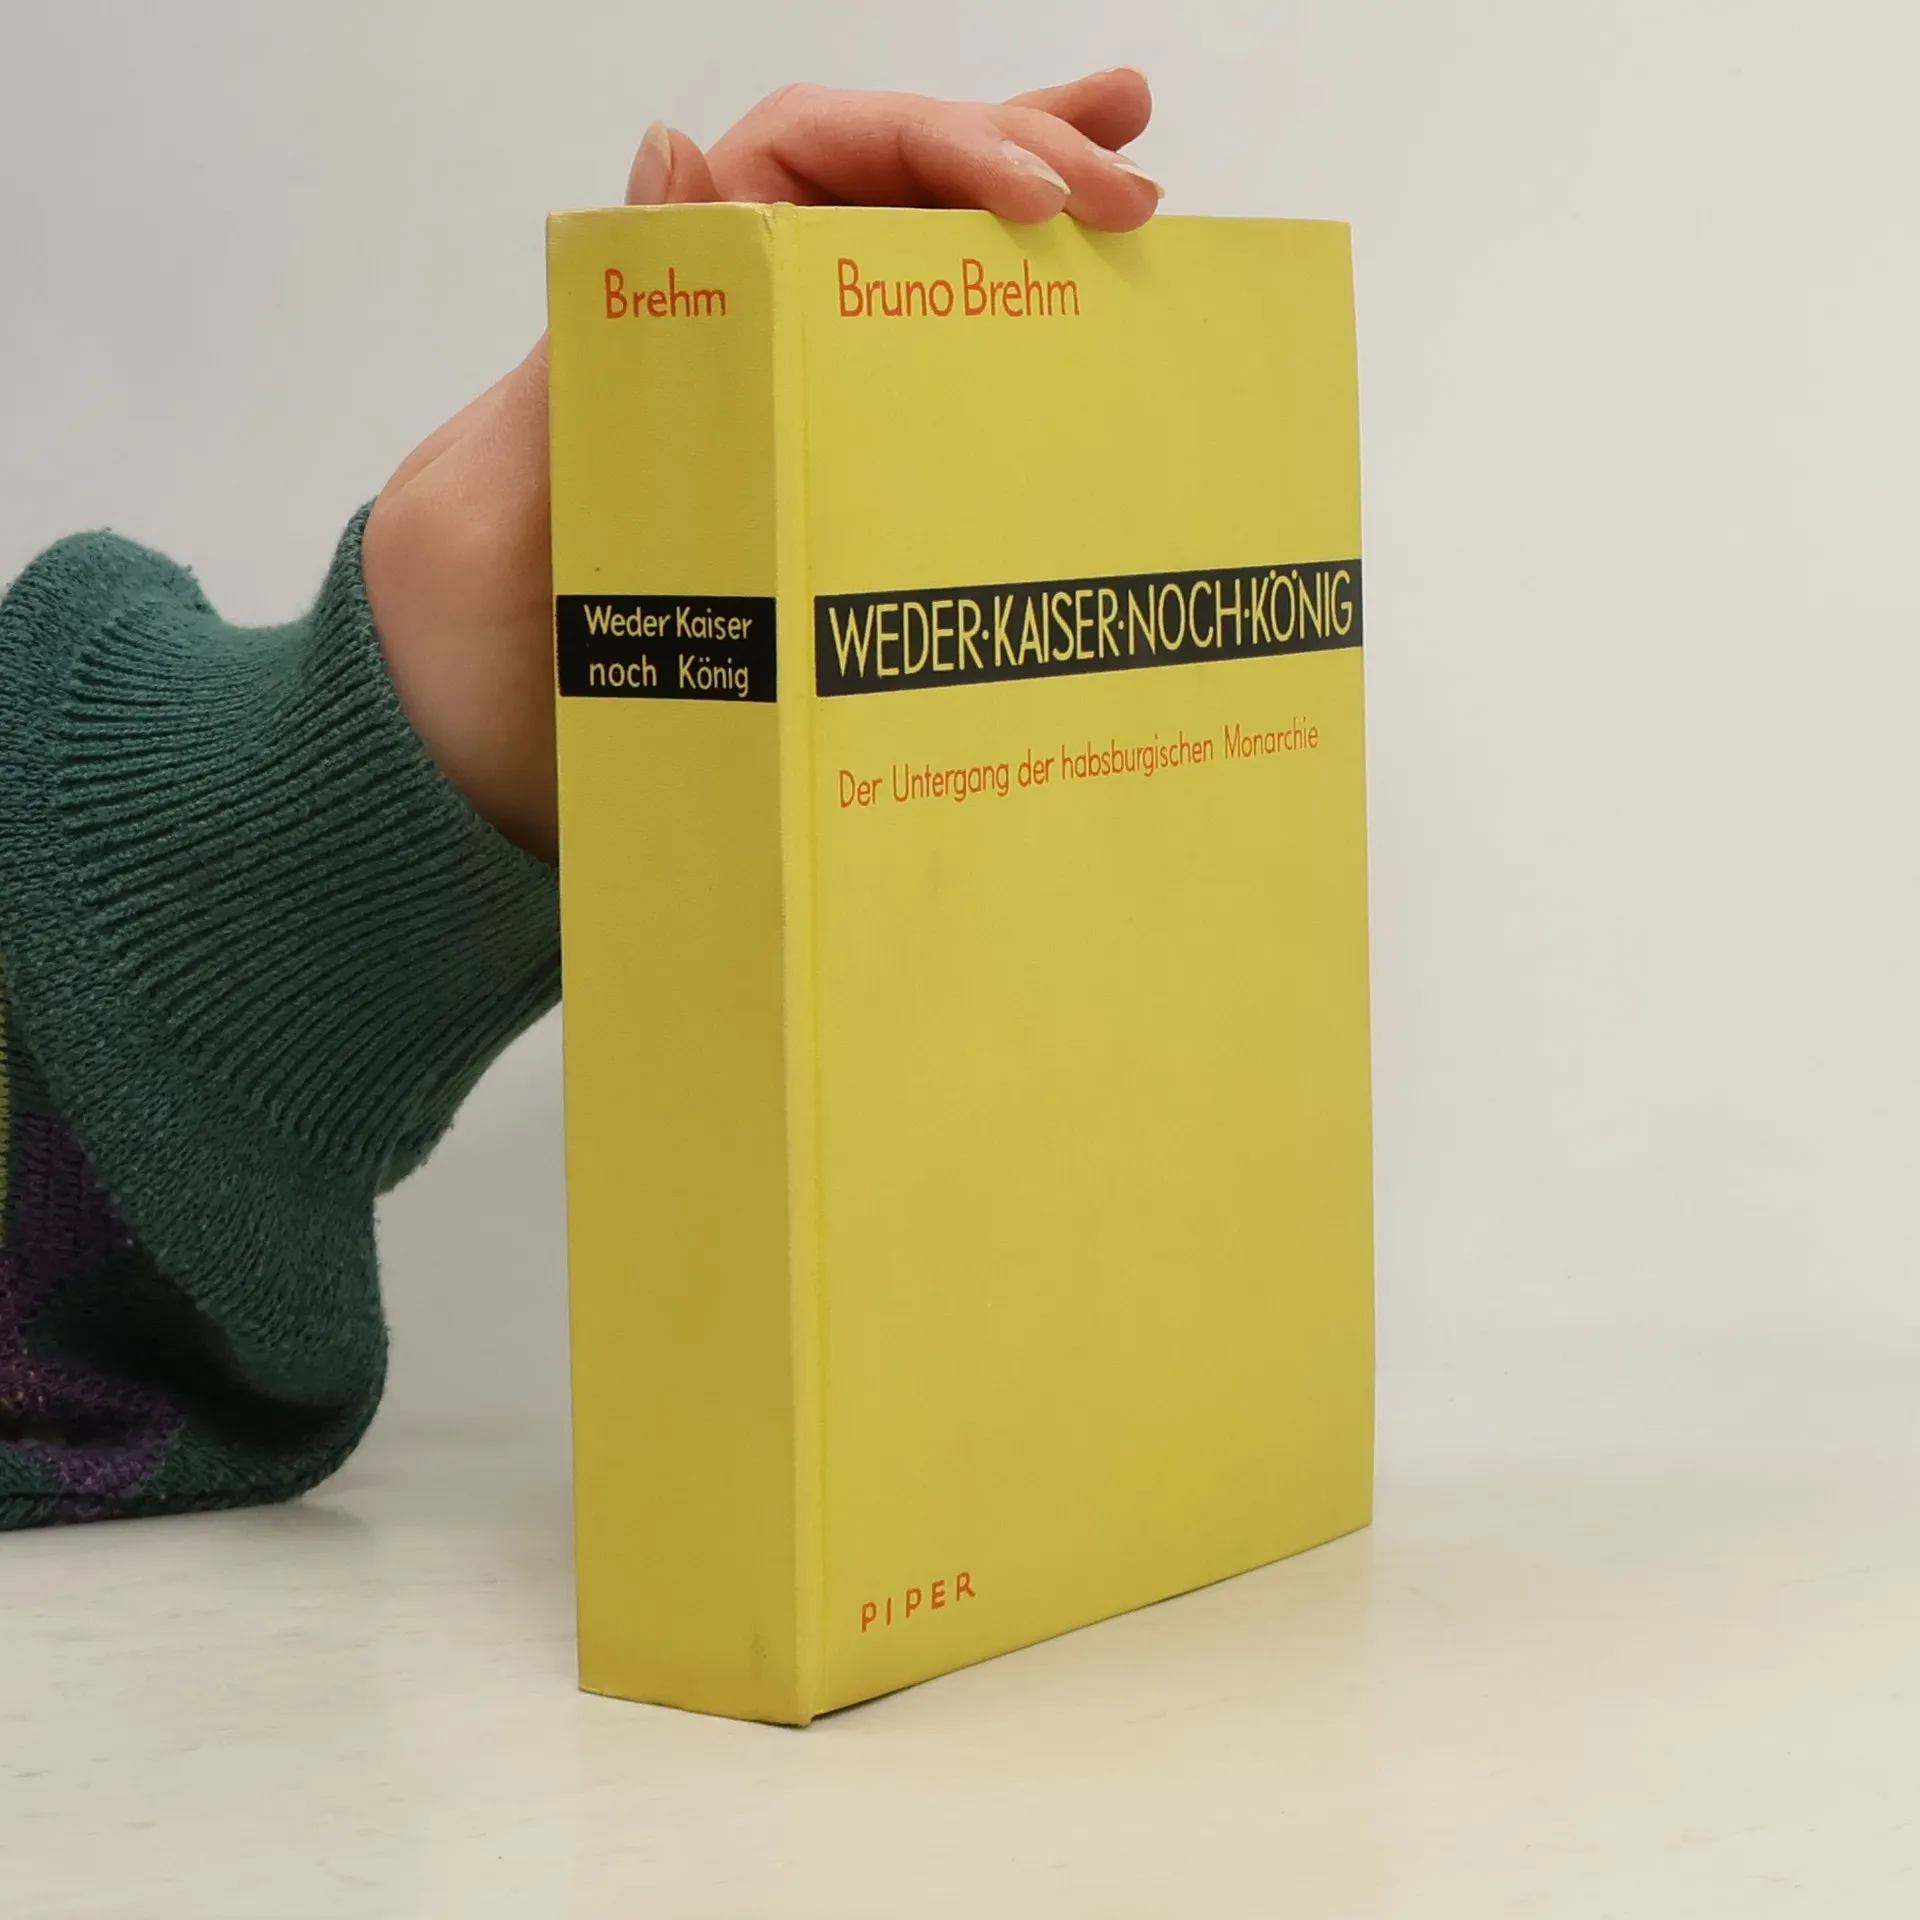 Brehm
Weder Kaiser
noch König
Bruno Brehm
WEDER·KAISER·NOCH·KÖNIG
Der Untergang der habsburgischen Monarchie
PIPER